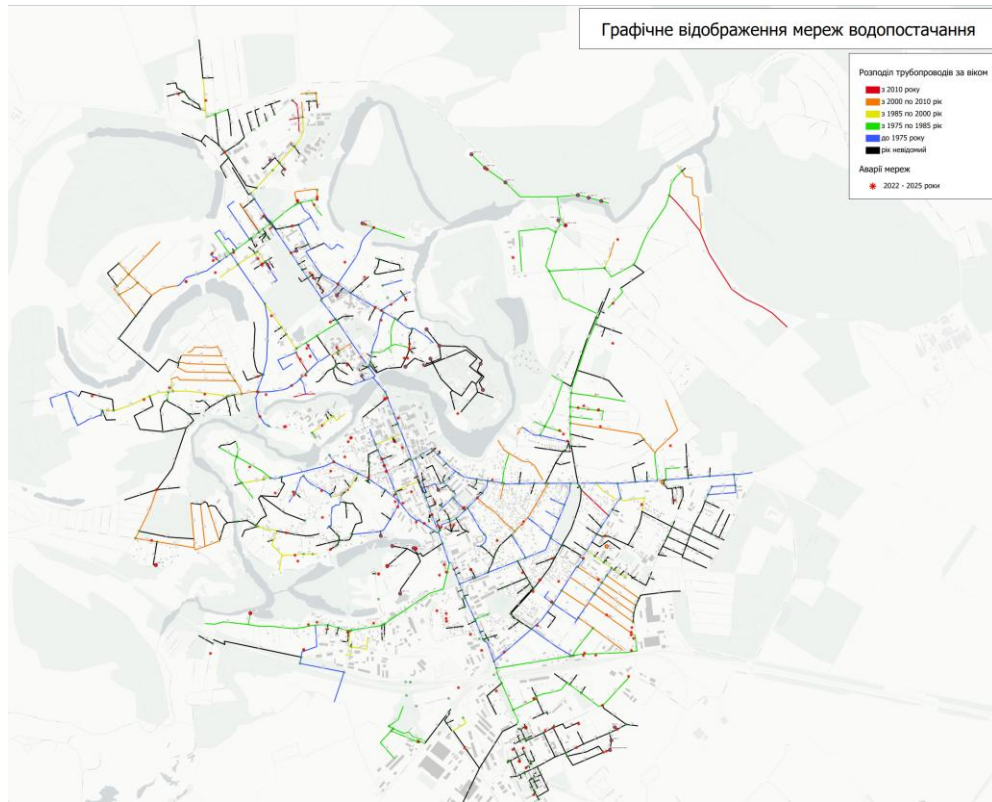 Графічне відображення мереж водопостачання
Розподіл трубопроводів за віком
з 2010 року
з 2000 по 2010 рік
з 1985 по 2000 рік
з 1975 по 1985 рік
до 1975 року
рік невідомий
Аварії мереж
2022 - 2025 роки